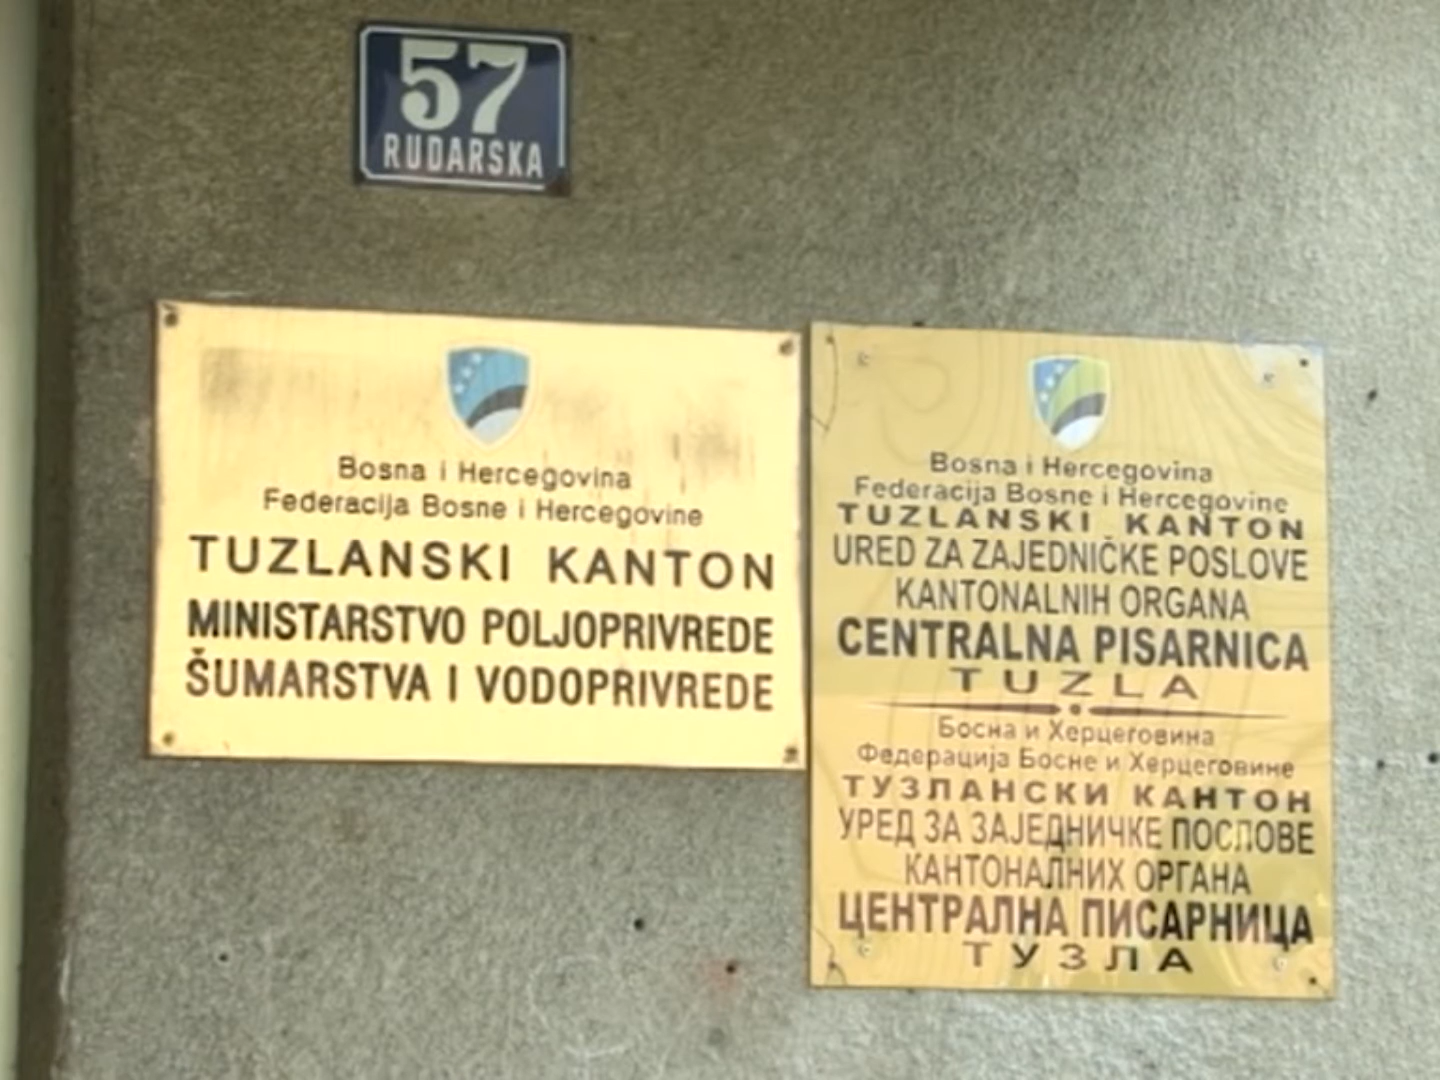 57
RUDARSKA
Bosna i Hercegovina
Federacija Bosne i Hercegovine
TUZLANSKI KANTON
MINISTARSTVO POLJOPRIVREDE
ŠUMARSTVA I VODOPRIVREDE
Bosna i Hercegovina
Federacija Bosne i Hercegovine
TUZLANSKI KANTON
URED ZA ZAJEDNIČKE POSLOVE
KANTONALNIH ORGANA
CENTRALNA PISARNICA
TUZLA
Босна и Херцеговина
Федерација Босне и Херцеговине
ТУЗЛАНСКИ КАНТОН
УРЕД ЗА ЗАЈЕДНИЧКЕ ПОСЛОВЕ
КАНТОНАЛНИХ ОРГАНА
ЦЕНТРАЛНА ПИСАРНИЦА
ТУЗЛА